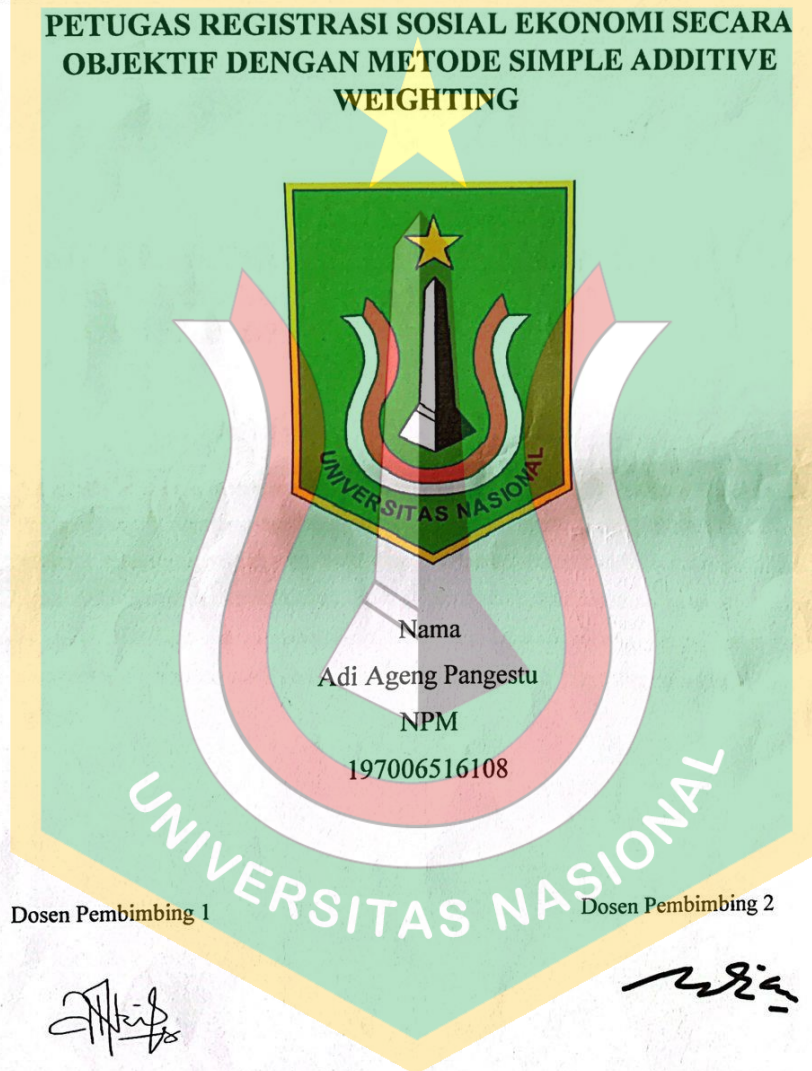 PETUGAS REGISTRASI SOSIAL EKONOMI SECARA
OBJEKTIF DENGAN METODE SIMPLE ADDITIVE
WEIGHTING
UNIVERSITAS NASIONAL
Nama
Adi Ageng Pangestu
NPM
197006516108
UNIVERSITAS NASIONAL
Dosen Pembimbing 1
Dosen Pembimbing 2